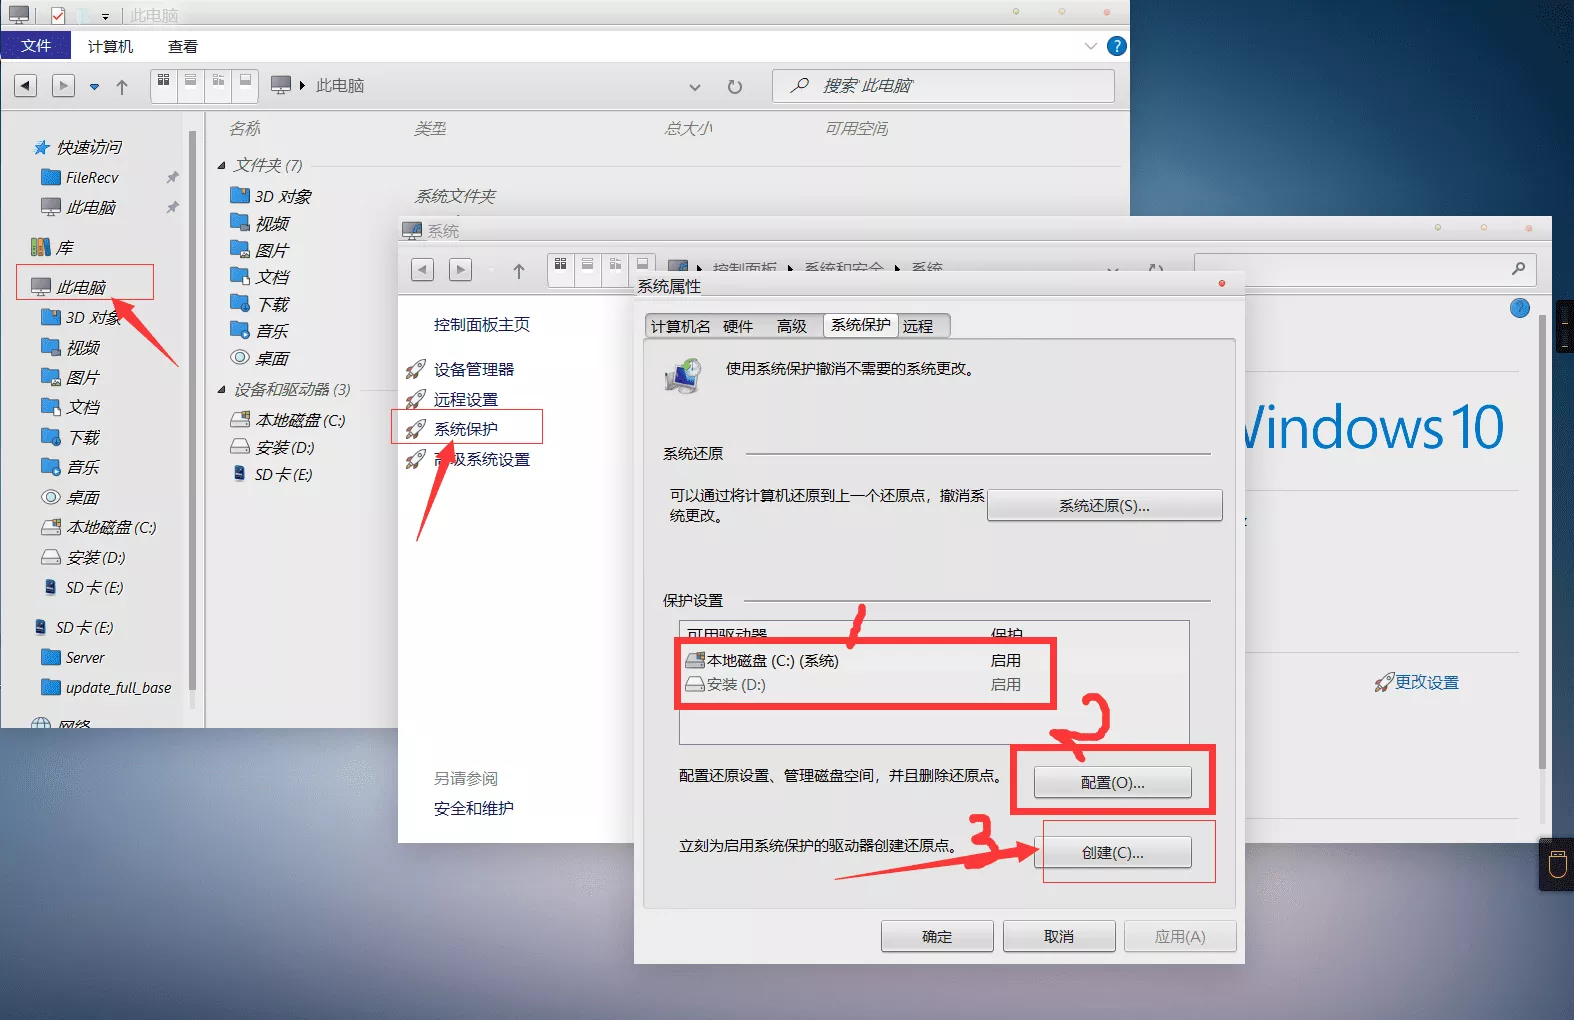 此电脑
文件 计算机 查看
此电脑
搜索"此电脑"
名称 类型 总大小 可用空间
快速访问
FileRecv
此电脑
库
此电脑
3D 对象
视频
图片
文档
下载
音乐
桌面
本地磁盘 (C:)
安装 (D:)
SD卡 (E:)
SD卡 (E:)
Server
update_full_base
网络
文件夹 (7)
3D 对象 系统文件夹
视频
图片
文档
下载
音乐
桌面
设备和驱动器 (3)
本地磁盘 (C:)
安装 (D:)
SD卡 (E:)
系统
控制面板 系统和安全 系统
控制面板主页
设备管理器
远程设置
系统保护
高级系统设置
另请参阅
安全和维护
系统属性
计算机名 硬件 高级 系统保护 远程
使用系统保护撤消不需要的系统更改。
系统还原
可以通过将计算机还原到上一个还原点，撤消系
统更改。
系统还原(S)...
保护设置
1
可用驱动器 保护
本地磁盘 (C:) (系统) 启用
安装 (D:) 启用
2
配置还原设置、管理磁盘空间，并且删除还原点。
配置(O)...
3
立刻为启用系统保护的驱动器创建还原点。
创建(C)...
确定 取消 应用(A)
Windows 10
更改设置